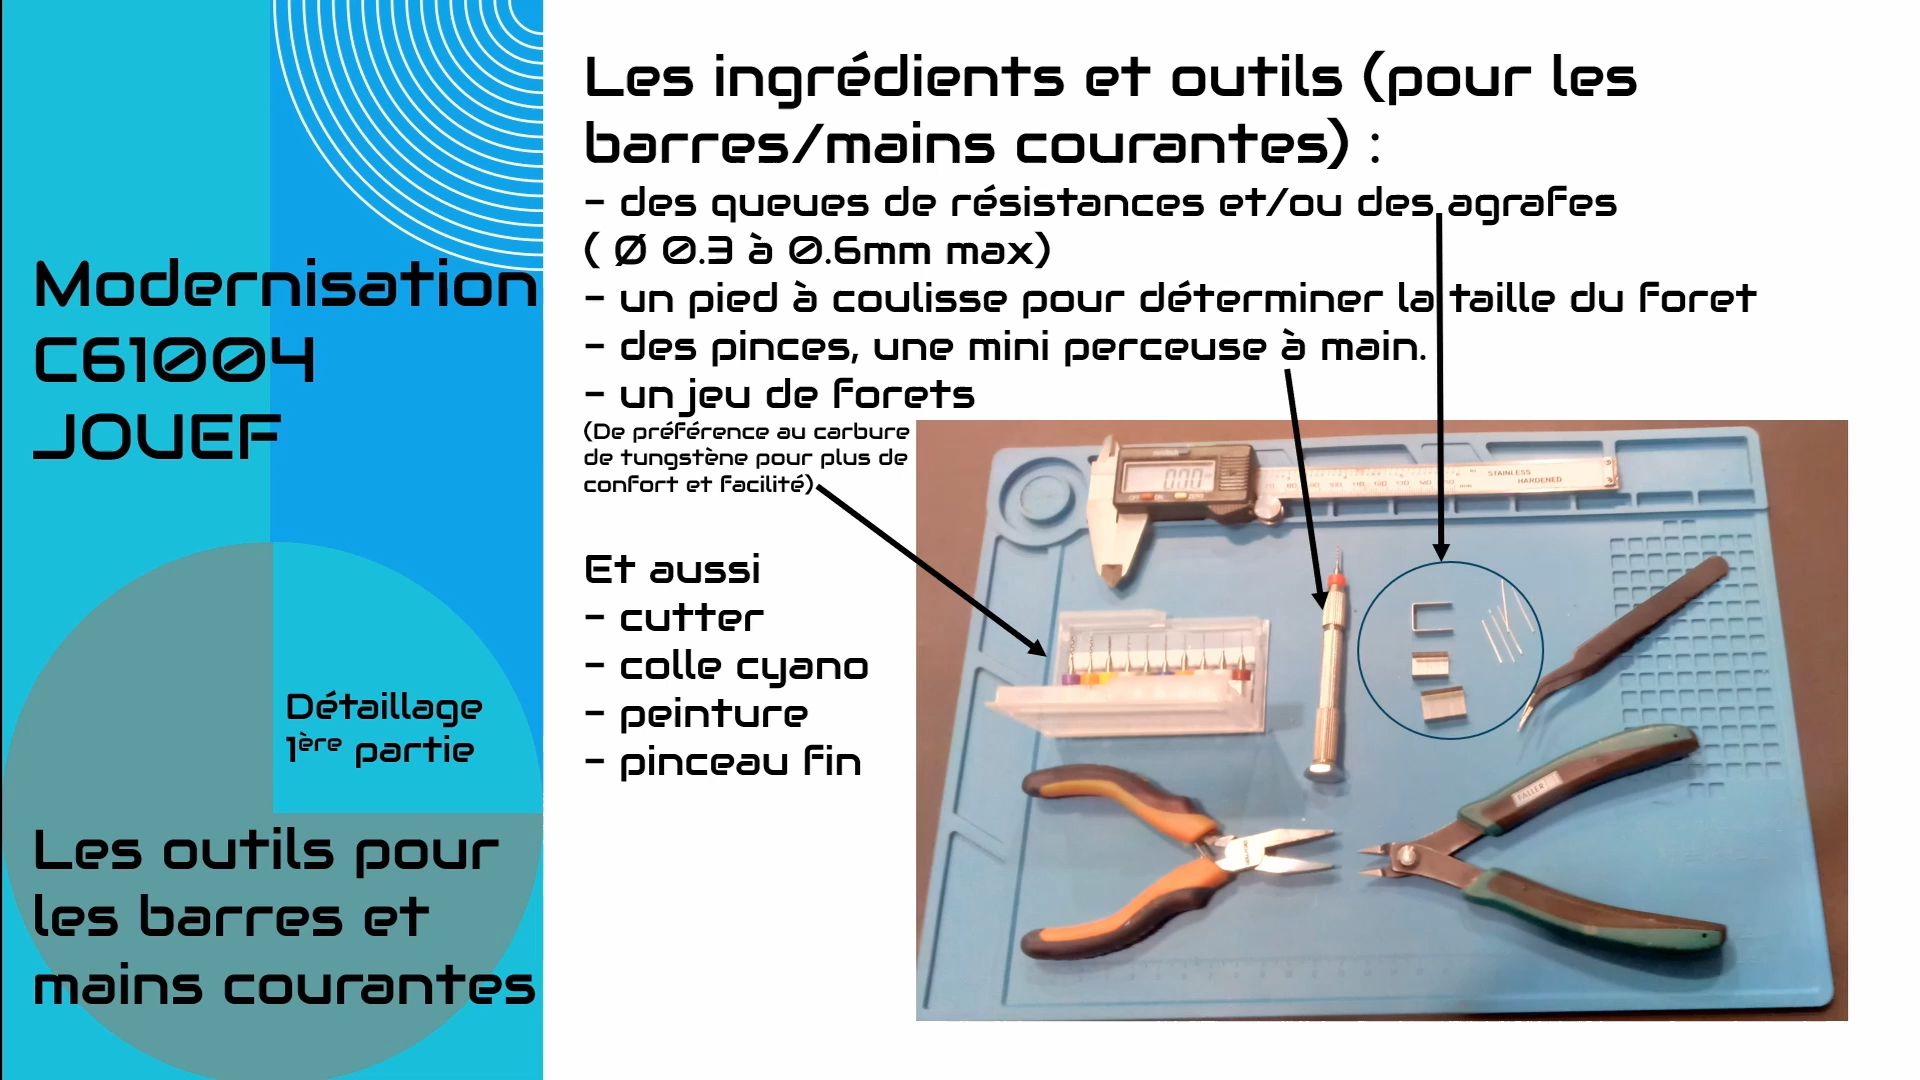 Modernisation
C61004
JOUEF
Détaillage
1ère partie
Les outils pour
les barres et
mains courantes
Les ingrédients et outils (pour les
barres/mains courantes) :
- des queues de résistances et/ou des agrafes
( Ø 0.3 à 0.6mm max)
- un pied à coulisse pour déterminer la taille du foret
- des pinces, une mini perceuse à main.
- un jeu de forets
(De préférence au carbure
de tungstène pour plus de
confort et facilité)
Et aussi
- cutter
- colle cyano
- peinture
- pinceau fin
STAINLESS
HARDENED
FALLER